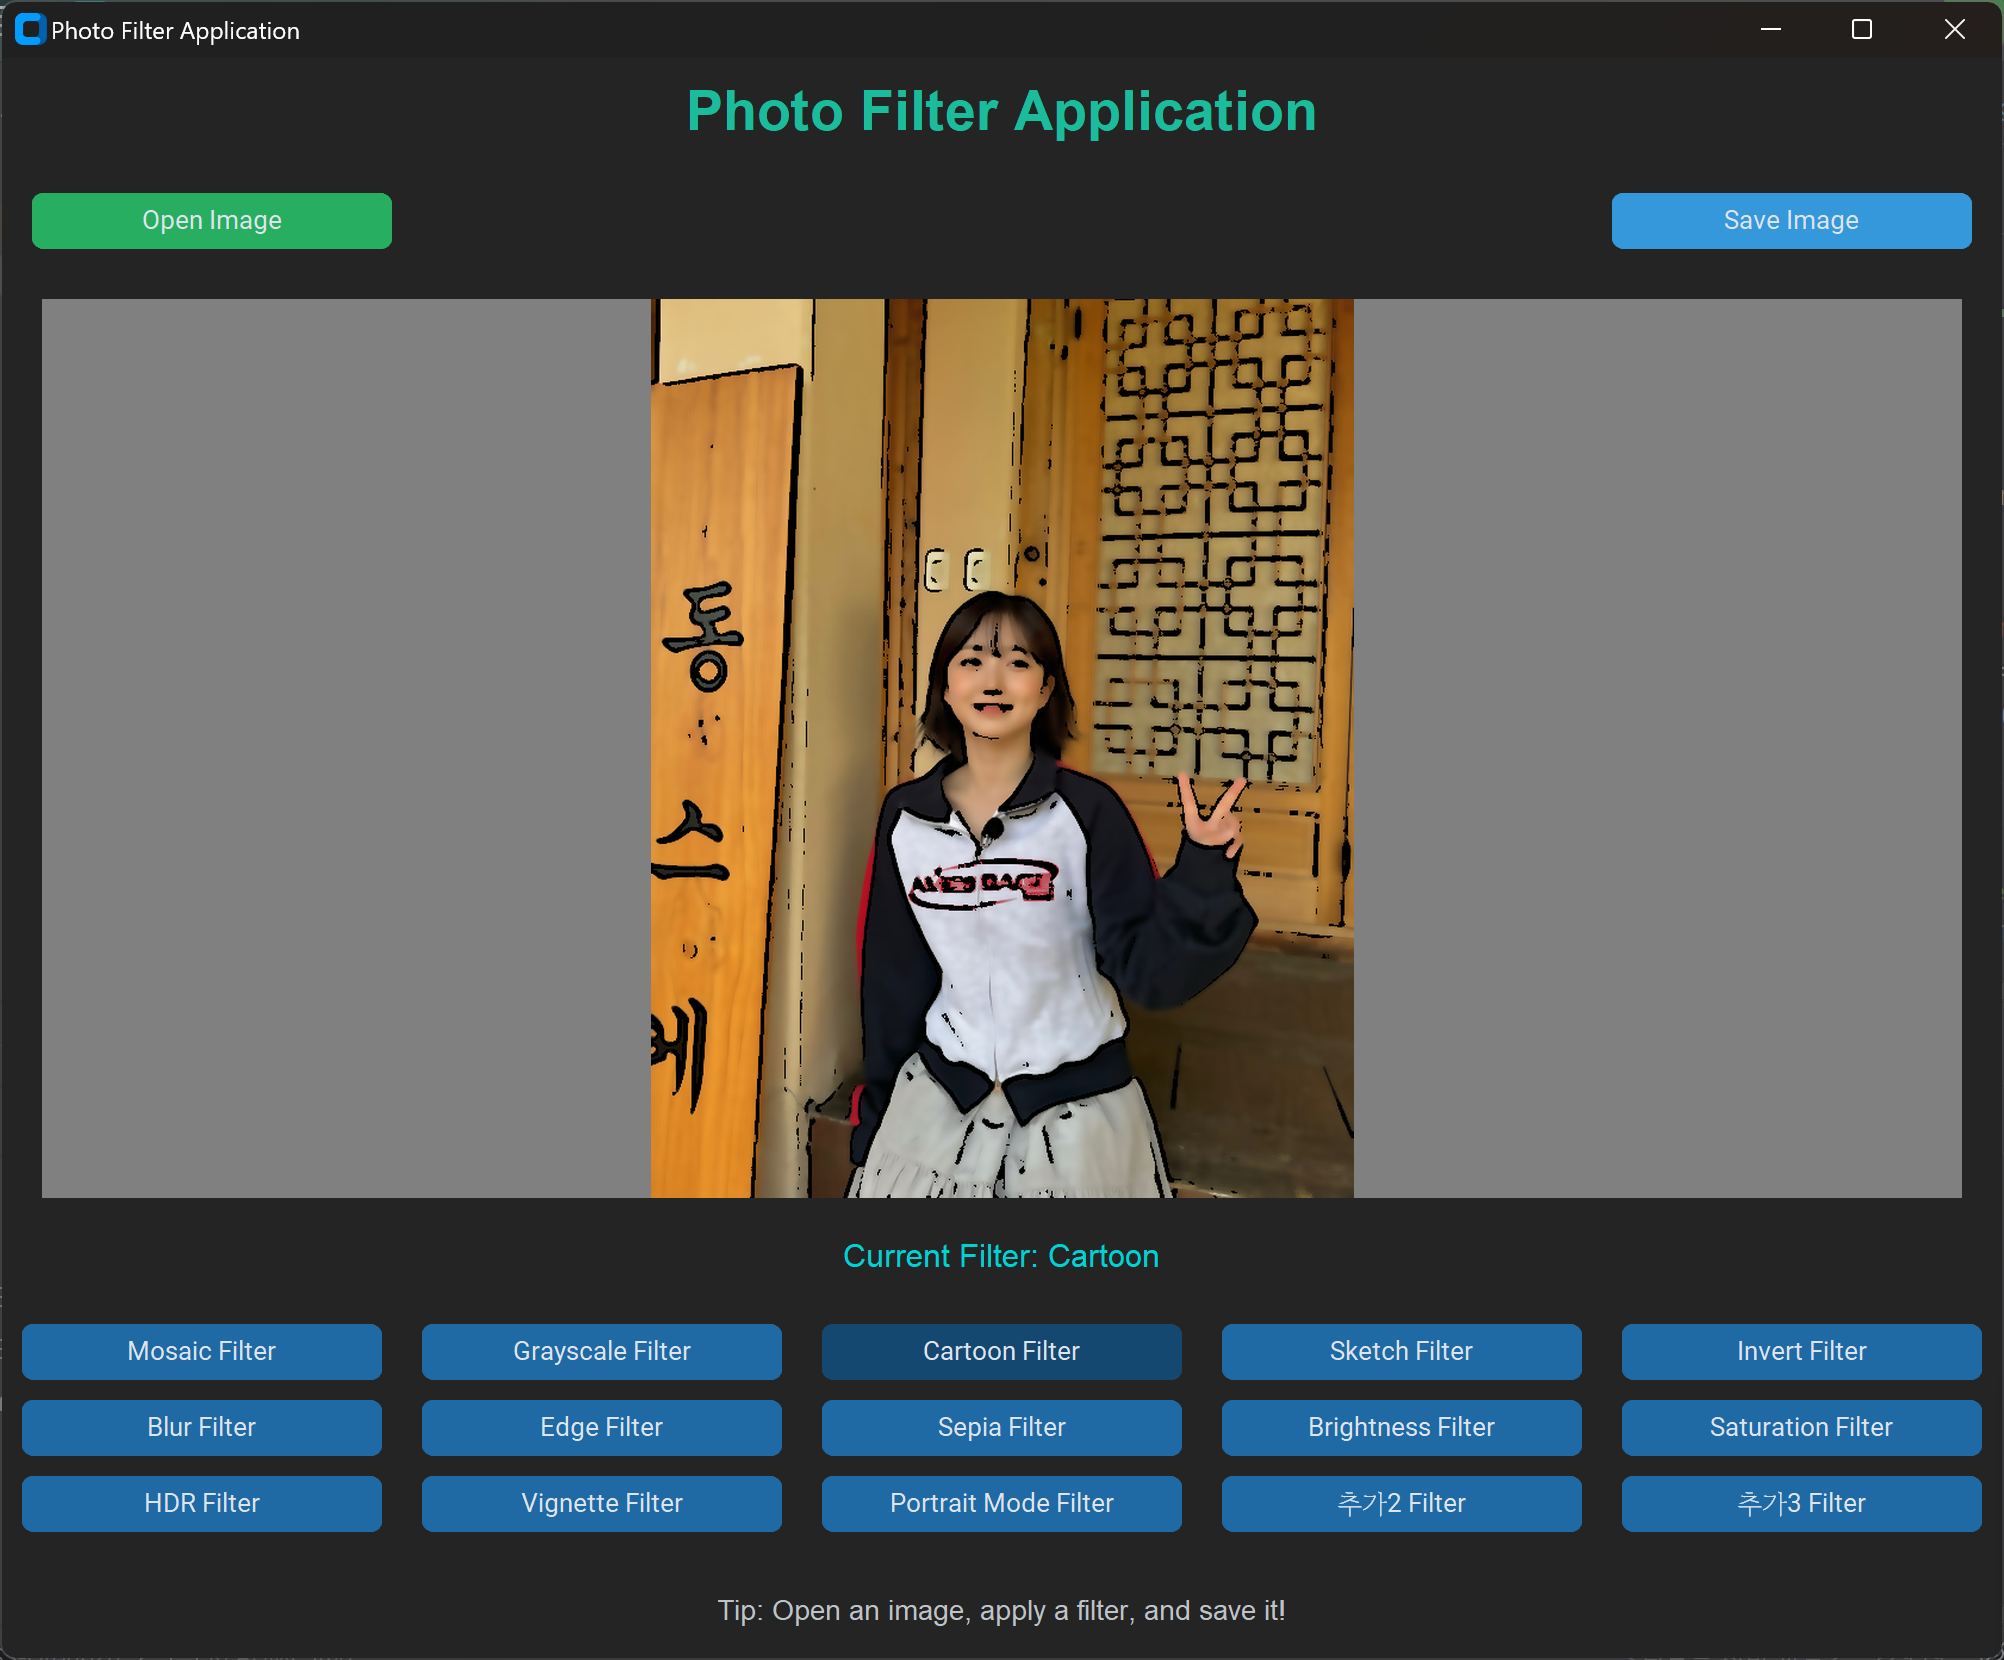 Photo Filter Application
Photo Filter Application
Open Image
Save Image
동
스
Current Filter: Cartoon
Mosaic Filter
Grayscale Filter
Cartoon Filter
Sketch Filter
Invert Filter
Blur Filter
Edge Filter
Sepia Filter
Brightness Filter
Saturation Filter
HDR Filter
Vignette Filter
Portrait Mode Filter
추가2 Filter
추가3 Filter
Tip: Open an image, apply a filter, and save it!